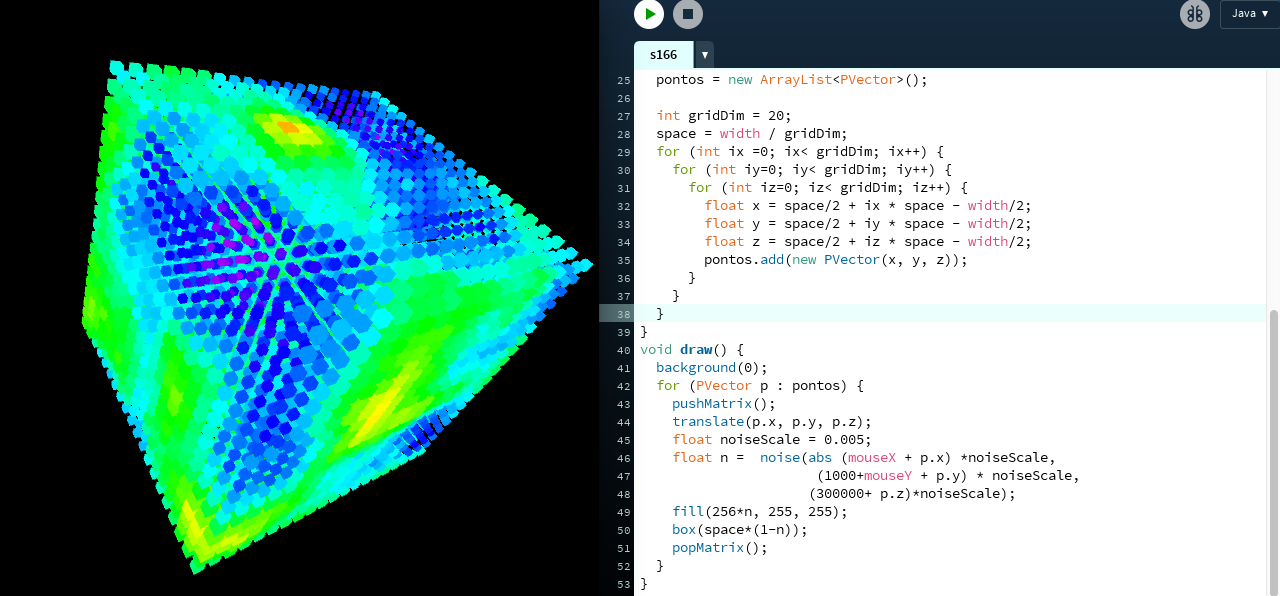 Java ▼
s166 ▼
25 pontos = new ArrayList<PVector>();
26
27 int gridDim = 20;
28 space = width / gridDim;
29 for (int ix =0; ix< gridDim; ix++) {
30 for (int iy=0; iy< gridDim; iy++) {
31 for (int iz=0; iz< gridDim; iz++) {
32 float x = space/2 + ix * space - width/2;
33 float y = space/2 + iy * space - width/2;
34 float z = space/2 + iz * space - width/2;
35 pontos.add(new PVector(x, y, z));
36 }
37 }
38 }
39 }
40 void draw() {
41 background(0);
42 for (PVector p : pontos) {
43 pushMatrix();
44 translate(p.x, p.y, p.z);
45 float noiseScale = 0.005;
46 float n =  noise(abs (mouseX + p.x) *noiseScale,
47 (1000+mouseY + p.y) * noiseScale,
48 (300000+ p.z)*noiseScale);
49 fill(256*n, 255, 255);
50 box(space*(1-n));
51 popMatrix();
52 }
53 }